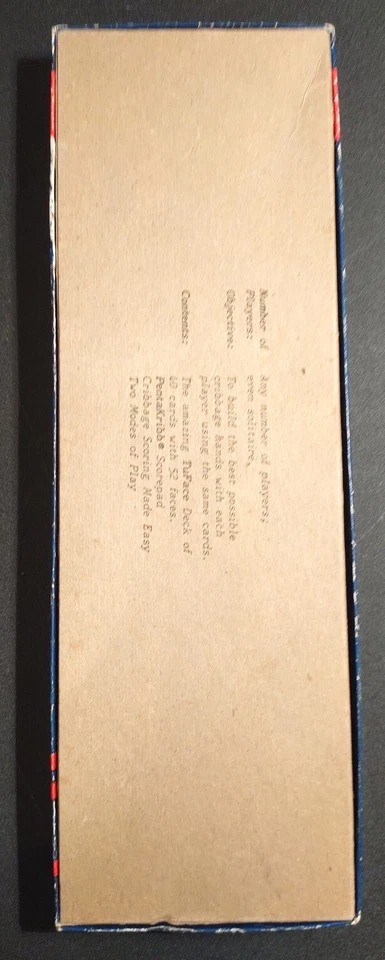 Number of Players: Any number of players; even solitaire.
Objective: To build the best possible
cribbage hands with each
player using the same cards.
Contents: The amazing TuFace Deck of
40 cards with 52 faces.
PentaKribb® Scorepad
Cribbage Scoring Made Easy
Two Modes of Play